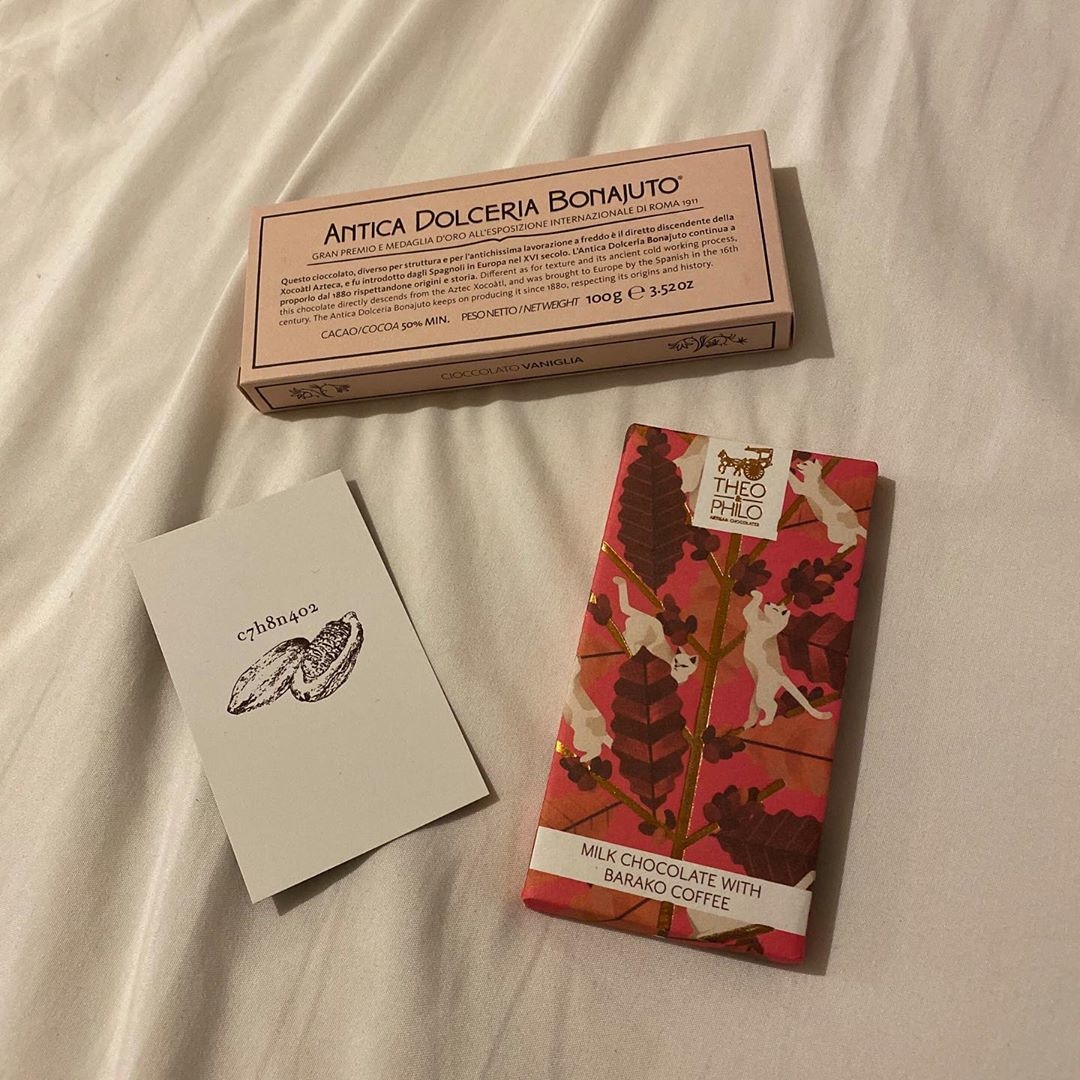 ANTICA DOLCERIA BONAJUTO®
GRAN PREMIO E MEDAGLIA D'ORO ALL'ESPOSIZIONE INTERNAZIONALE DI ROMA 1911
Questo cioccolato, diverso per struttura e per l'antichissima lavorazione a freddo è il diretto discendente della
Xocoàtl Azteca, e fu introdotto dagli Spagnoli in Europa nel XVI secolo. L'Antica Dolceria Bonajuto continua a
proporlo dal 1880 rispettandone origini e storia. Different as for texture and its ancient cold working process,
this chocolate directly descends from the Aztec Xocoàtl, and was brought to Europe by the Spanish in the 16th
century. The Antica Dolceria Bonajuto keeps on producing it since 1880, respecting its origins and history.
CACAO/COCOA 50% MIN. PESO NETTO/NET WEIGHT 100g ℮ 3.52 OZ
CIOCCOLATO VANIGLIA
c7h8n4o2
THEO
&
PHILO
ARTISAN CHOCOLATES
MILK CHOCOLATE WITH
BARAKO COFFEE